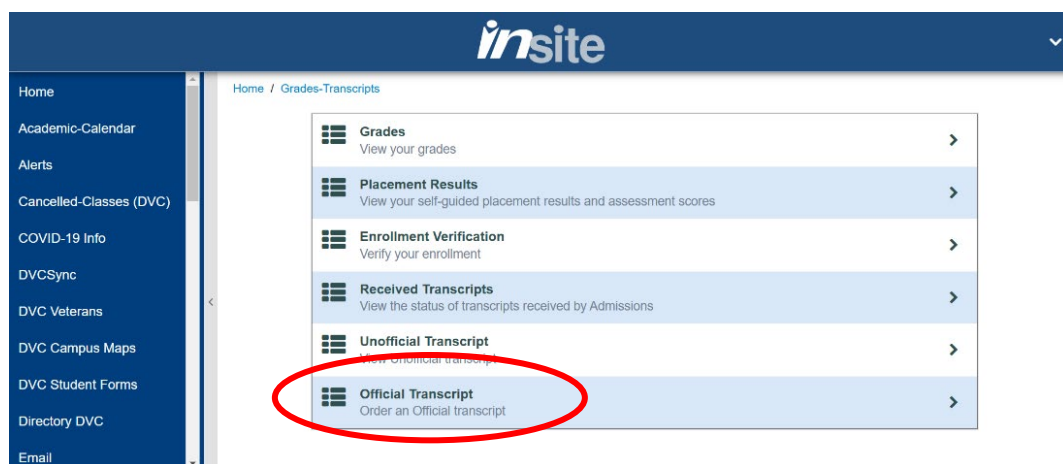 insite
Home
Academic-Calendar
Alerts
Cancelled-Classes (DVC)
COVID-19 Info
DVCSync
DVC Veterans
DVC Campus Maps
DVC Student Forms
Directory DVC
Email
Home / Grades-Transcripts
Grades
View your grades
Placement Results
View your self-guided placement results and assessment scores
Enrollment Verification
Verify your enrollment
Received Transcripts
View the status of transcripts received by Admissions
Unofficial Transcript
View Unofficial transcript
Official Transcript
Order an Official transcript